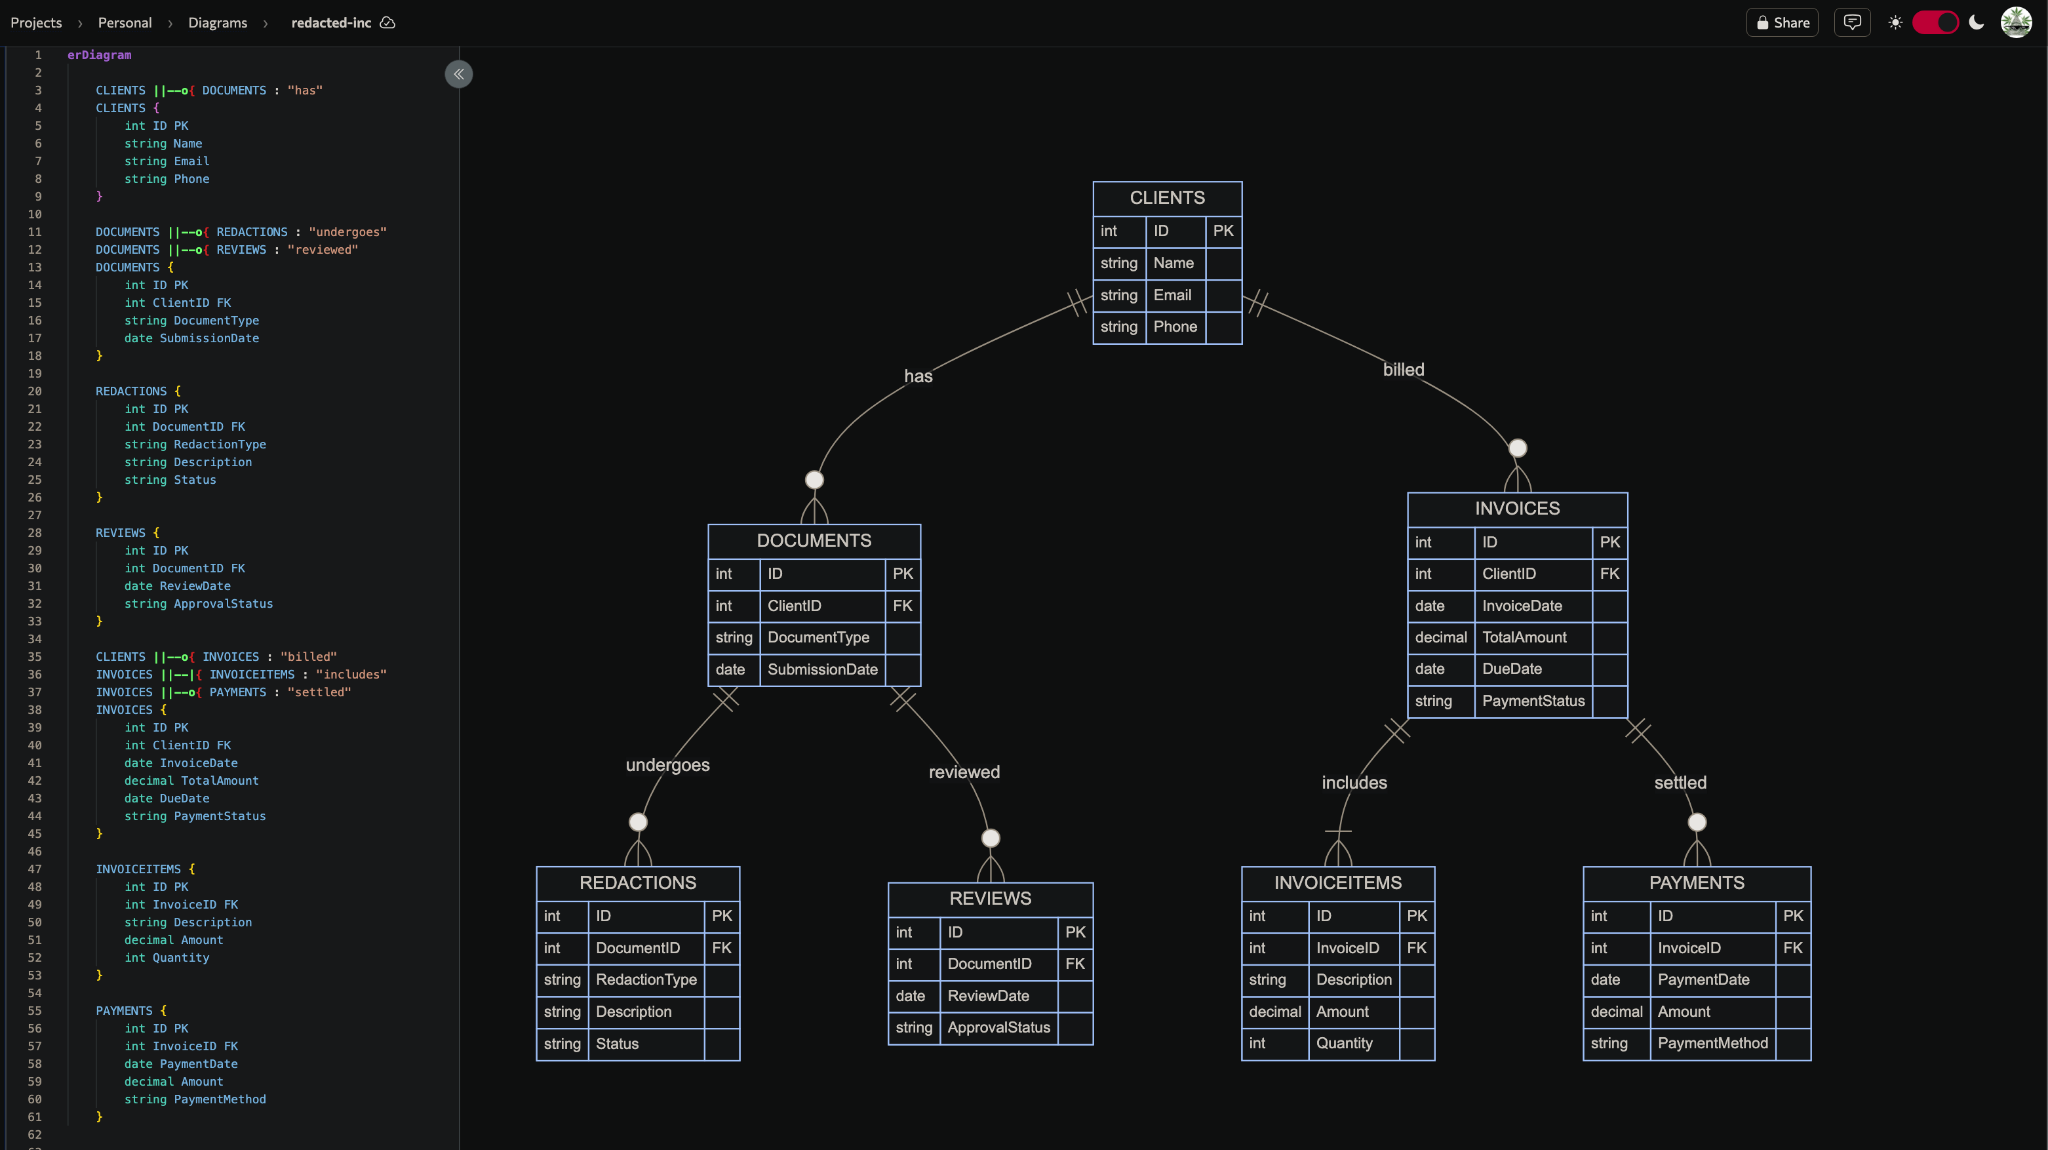 Projects > Personal > Diagrams > redacted-inc
Share
1 erDiagram
2
3 CLIENTS ||--o{ DOCUMENTS : "has"
4 CLIENTS {
5 int ID PK
6 string Name
7 string Email
8 string Phone
9 }
10
11 DOCUMENTS ||--o{ REDACTIONS : "undergoes"
12 DOCUMENTS ||--o{ REVIEWS : "reviewed"
13 DOCUMENTS {
14 int ID PK
15 int ClientID FK
16 string DocumentType
17 date SubmissionDate
18 }
19
20 REDACTIONS {
21 int ID PK
22 int DocumentID FK
23 string RedactionType
24 string Description
25 string Status
26 }
27
28 REVIEWS {
29 int ID PK
30 int DocumentID FK
31 date ReviewDate
32 string ApprovalStatus
33 }
34
35 CLIENTS ||--o{ INVOICES : "billed"
36 INVOICES ||--|{ INVOICEITEMS : "includes"
37 INVOICES ||--o{ PAYMENTS : "settled"
38 INVOICES {
39 int ID PK
40 int ClientID FK
41 date InvoiceDate
42 decimal TotalAmount
43 date DueDate
44 string PaymentStatus
45 }
46
47 INVOICEITEMS {
48 int ID PK
49 int InvoiceID FK
50 string Description
51 decimal Amount
52 int Quantity
53 }
54
55 PAYMENTS {
56 int ID PK
57 int InvoiceID FK
58 date PaymentDate
59 decimal Amount
60 string PaymentMethod
61 }
62
CLIENTS
int ID PK
string Name
string Email
string Phone
has
billed
DOCUMENTS
int ID PK
int ClientID FK
string DocumentType
date SubmissionDate
INVOICES
int ID PK
int ClientID FK
date InvoiceDate
decimal TotalAmount
date DueDate
string PaymentStatus
undergoes
reviewed
includes
settled
REDACTIONS
int ID PK
int DocumentID FK
string RedactionType
string Description
string Status
REVIEWS
int ID PK
int DocumentID FK
date ReviewDate
string ApprovalStatus
INVOICEITEMS
int ID PK
int InvoiceID FK
string Description
decimal Amount
int Quantity
PAYMENTS
int ID PK
int InvoiceID FK
date PaymentDate
decimal Amount
string PaymentMethod